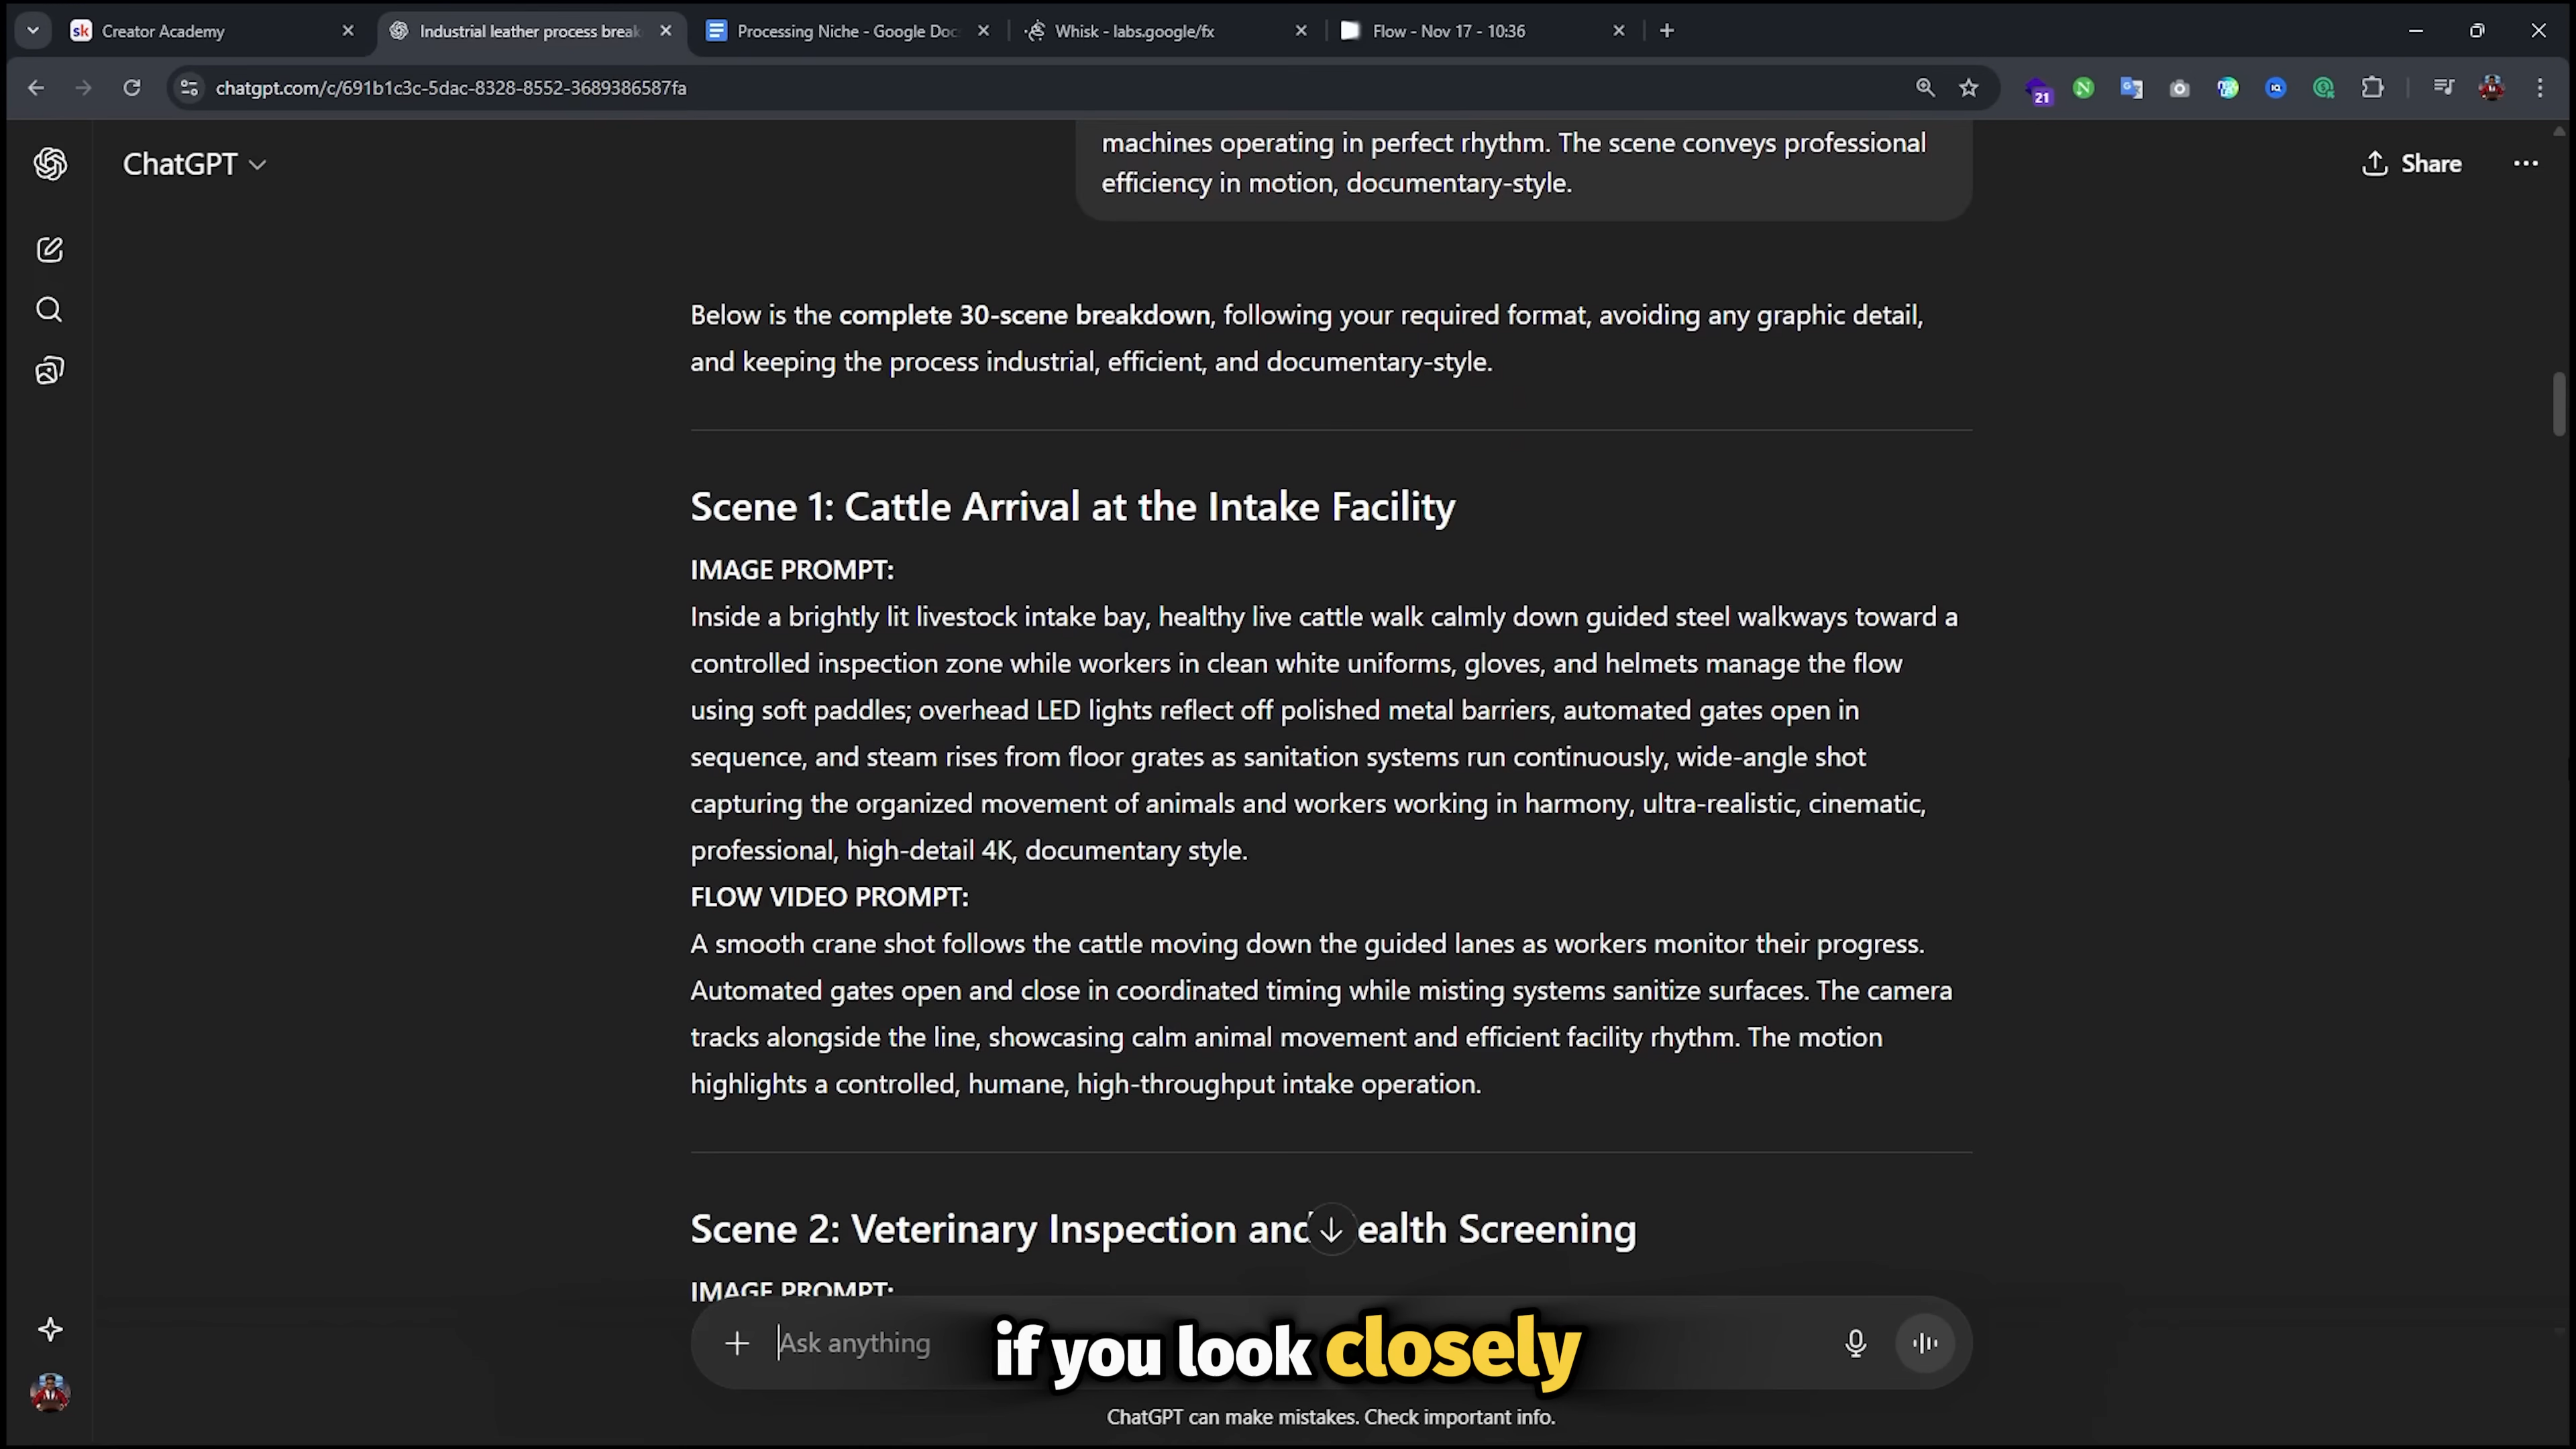 Creator Academy
Industrial leather process break
Processing Niche - Google Doc
Whisk - labs.google/fx
Flow - Nov 17 - 10:36
chatgpt.com/c/691b1c3c-5dac-8328-8552-3689386587fa
21
ChatGPT
Share
machines operating in perfect rhythm. The scene conveys professional
efficiency in motion, documentary-style.
Below is the complete 30-scene breakdown, following your required format, avoiding any graphic detail,
and keeping the process industrial, efficient, and documentary-style.
Scene 1: Cattle Arrival at the Intake Facility
IMAGE PROMPT:
Inside a brightly lit livestock intake bay, healthy live cattle walk calmly down guided steel walkways toward a
controlled inspection zone while workers in clean white uniforms, gloves, and helmets manage the flow
using soft paddles; overhead LED lights reflect off polished metal barriers, automated gates open in
sequence, and steam rises from floor grates as sanitation systems run continuously, wide-angle shot
capturing the organized movement of animals and workers working in harmony, ultra-realistic, cinematic,
professional, high-detail 4K, documentary style.
FLOW VIDEO PROMPT:
A smooth crane shot follows the cattle moving down the guided lanes as workers monitor their progress.
Automated gates open and close in coordinated timing while misting systems sanitize surfaces. The camera
tracks alongside the line, showcasing calm animal movement and efficient facility rhythm. The motion
highlights a controlled, humane, high-throughput intake operation.
Scene 2: Veterinary Inspection and ealth Screening
IMAGE PROMPT:
Ask anything
if you look closely
ChatGPT can make mistakes. Check important info.